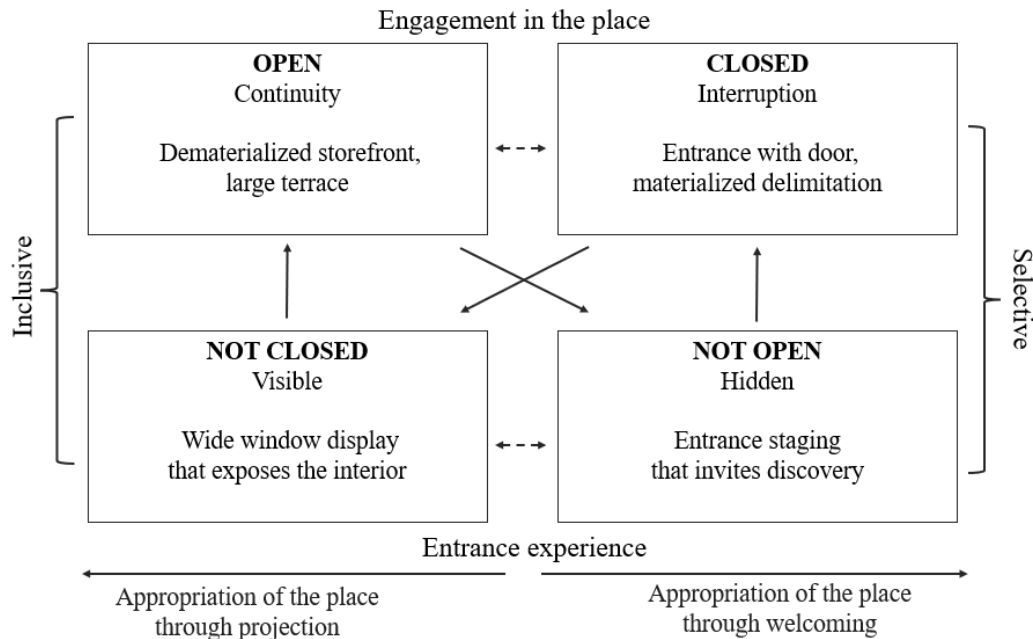 Engagement in the place
OPEN
Continuity
Dematerialized storefront,
large terrace
CLOSED
Interruption
Entrance with door,
materialized delimitation
Inclusive
Selective
NOT CLOSED
Visible
Wide window display
that exposes the interior
NOT OPEN
Hidden
Entrance staging
that invites discovery
Entrance experience
Appropriation of the place
through projection
Appropriation of the place
through welcoming